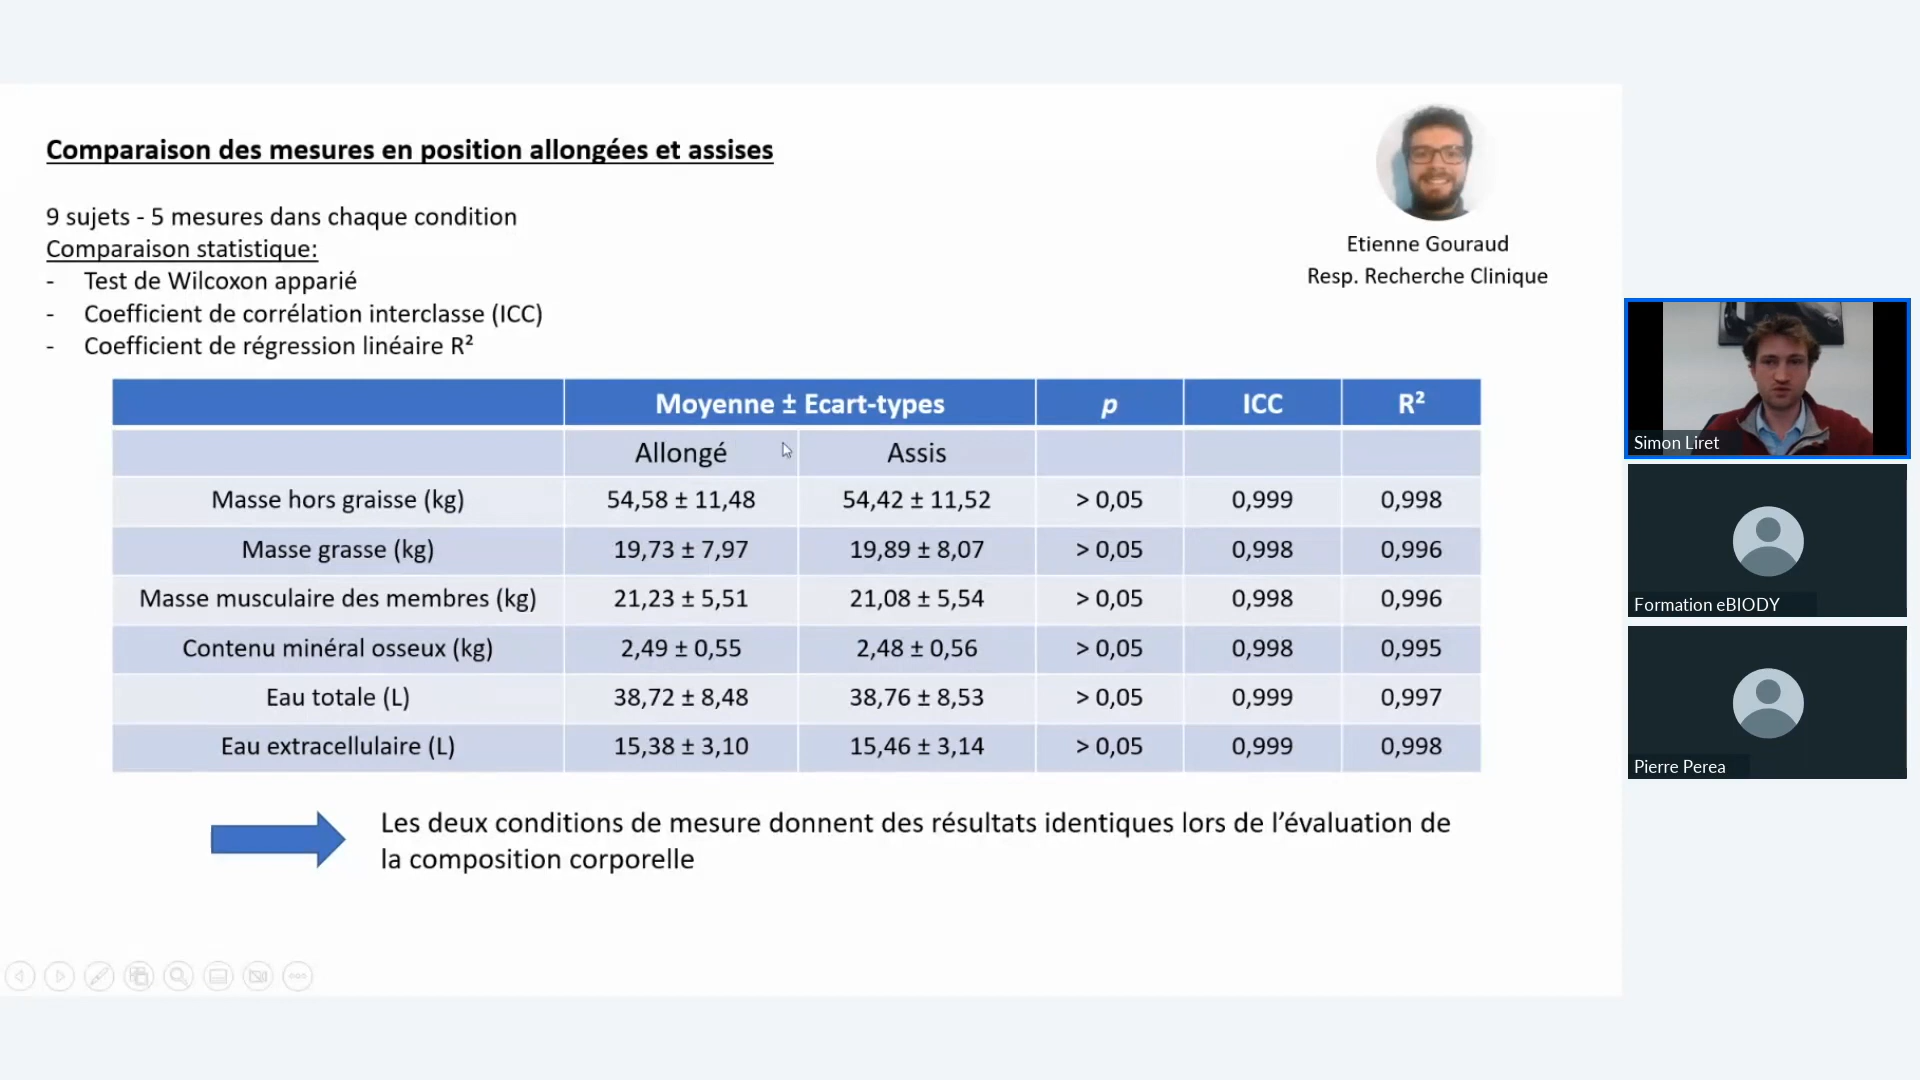 Comparaison des mesures en position allongées et assises
9 sujets - 5 mesures dans chaque condition
Comparaison statistique:
- Test de Wilcoxon apparié
- Coefficient de corrélation interclasse (ICC)
- Coefficient de régression linéaire R²
Etienne Gouraud
Resp. Recherche Clinique
Moyenne ± Ecart-types p ICC R²
Allongé Assis
Masse hors graisse (kg) 54,58 ± 11,48 54,42 ± 11,52 > 0,05 0,999 0,998
Masse grasse (kg) 19,73 ± 7,97 19,89 ± 8,07 > 0,05 0,998 0,996
Masse musculaire des membres (kg) 21,23 ± 5,51 21,08 ± 5,54 > 0,05 0,998 0,996
Contenu minéral osseux (kg) 2,49 ± 0,55 2,48 ± 0,56 > 0,05 0,998 0,995
Eau totale (L) 38,72 ± 8,48 38,76 ± 8,53 > 0,05 0,999 0,997
Eau extracellulaire (L) 15,38 ± 3,10 15,46 ± 3,14 > 0,05 0,999 0,998
Les deux conditions de mesure donnent des résultats identiques lors de l’évaluation de
la composition corporelle
Simon Liret
Formation eBIODY
Pierre Perea